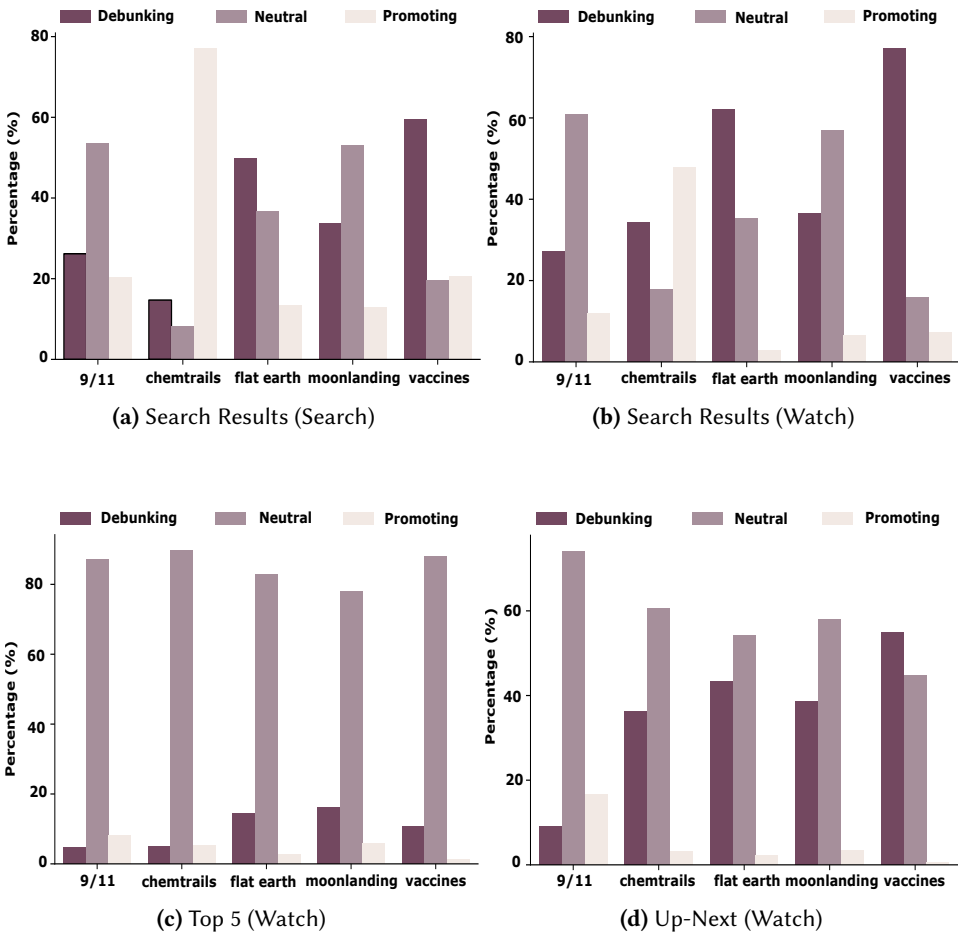 Debunking Neutral Promoting
80
60
40
20
0
Percentage (%)
9/11 chemtrails flat earth moonlanding vaccines
(a) Search Results (Search)
Debunking Neutral Promoting
80
60
40
20
0
Percentage (%)
9/11 chemtrails flat earth moonlanding vaccines
(b) Search Results (Watch)
Debunking Neutral Promoting
80
60
40
20
0
Percentage (%)
9/11 chemtrails flat earth moonlanding vaccines
(c) Top 5 (Watch)
Debunking Neutral Promoting
60
40
20
0
Percentage (%)
9/11 chemtrails flat earth moonlanding vaccines
(d) Up-Next (Watch)